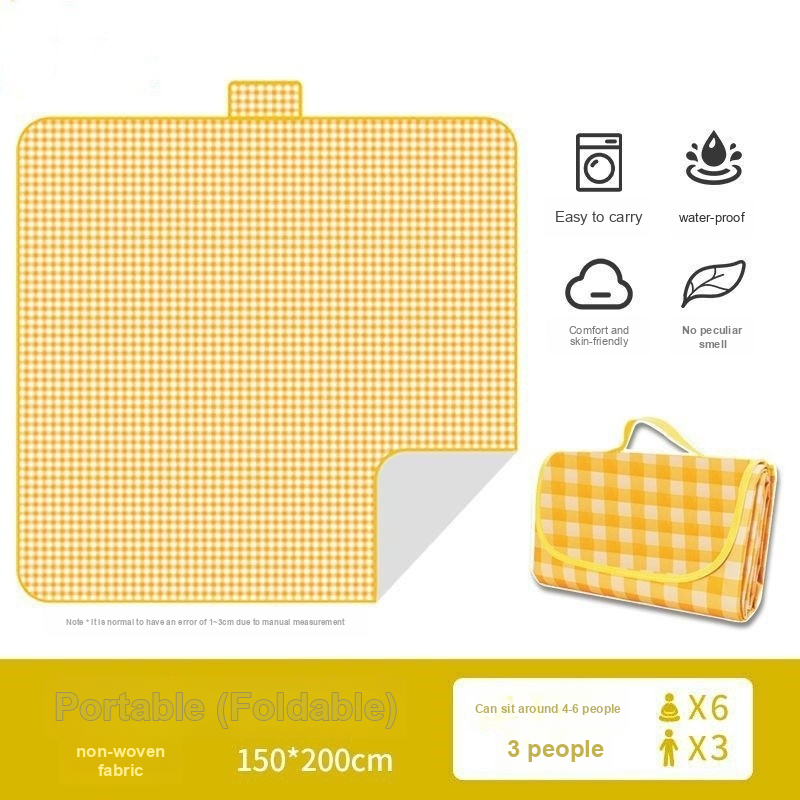 Easy to carry
water-proof
Comfort and
skin-friendly
No peculiar
smell
Note * It is normal to have an error of 1~3cm due to manual measurement
Portable (Foldable)
non-woven
fabric
150*200cm
Can sit around 4-6 people
X6
3 people
X3